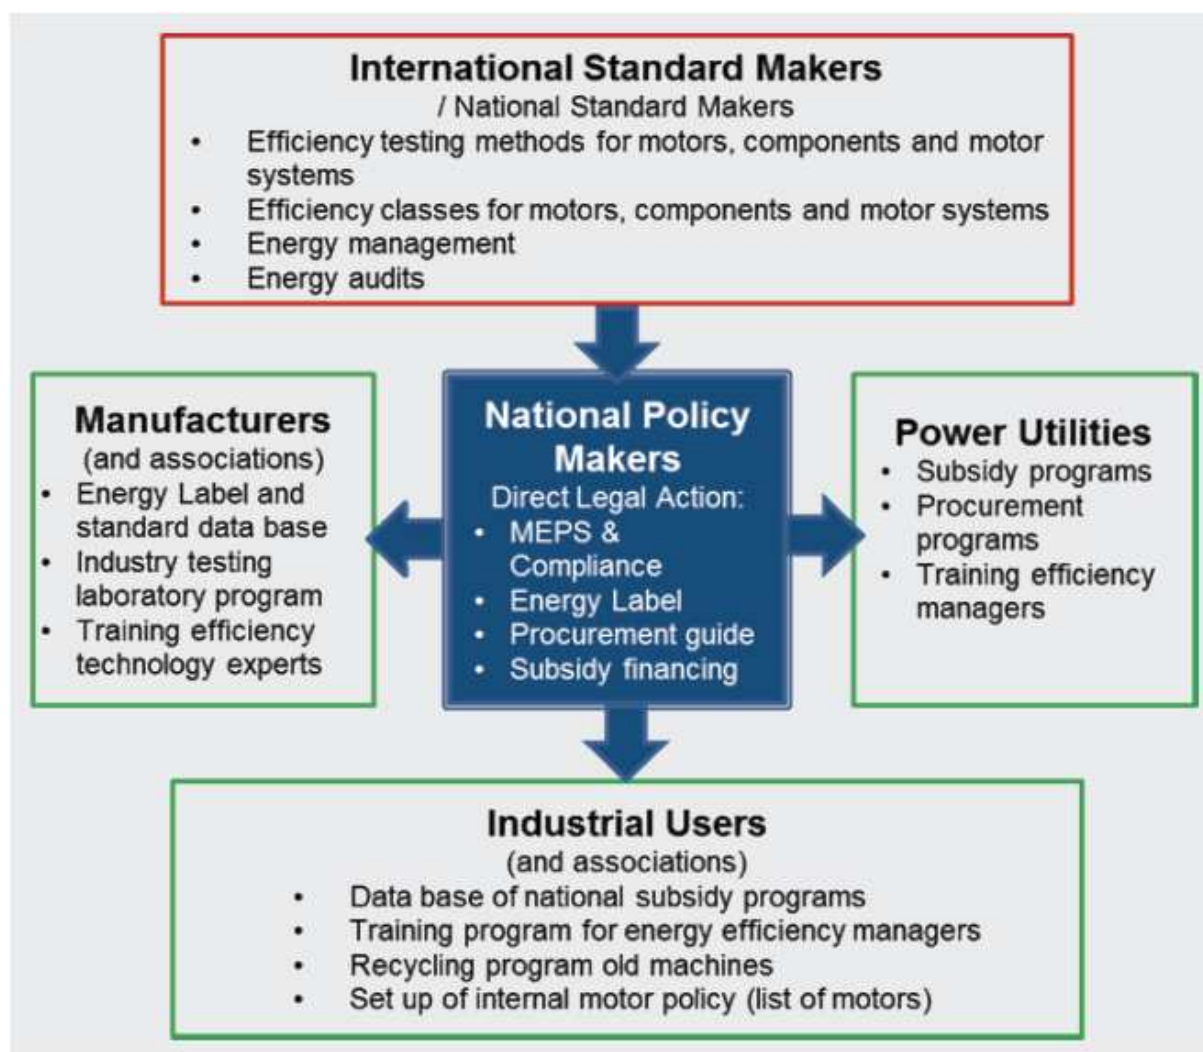 International Standard Makers
/ National Standard Makers
• Efficiency testing methods for motors, components and motor
systems
• Efficiency classes for motors, components and motor systems
• Energy management
• Energy audits
Manufacturers
(and associations)
• Energy Label and
standard data base
• Industry testing
laboratory program
• Training efficiency
technology experts
National Policy
Makers
Direct Legal Action:
• MEPS &
Compliance
• Energy Label
• Procurement guide
• Subsidy financing
Power Utilities
• Subsidy programs
• Procurement
programs
• Training efficiency
managers
Industrial Users
(and associations)
• Data base of national subsidy programs
• Training program for energy efficiency managers
• Recycling program old machines
• Set up of internal motor policy (list of motors)